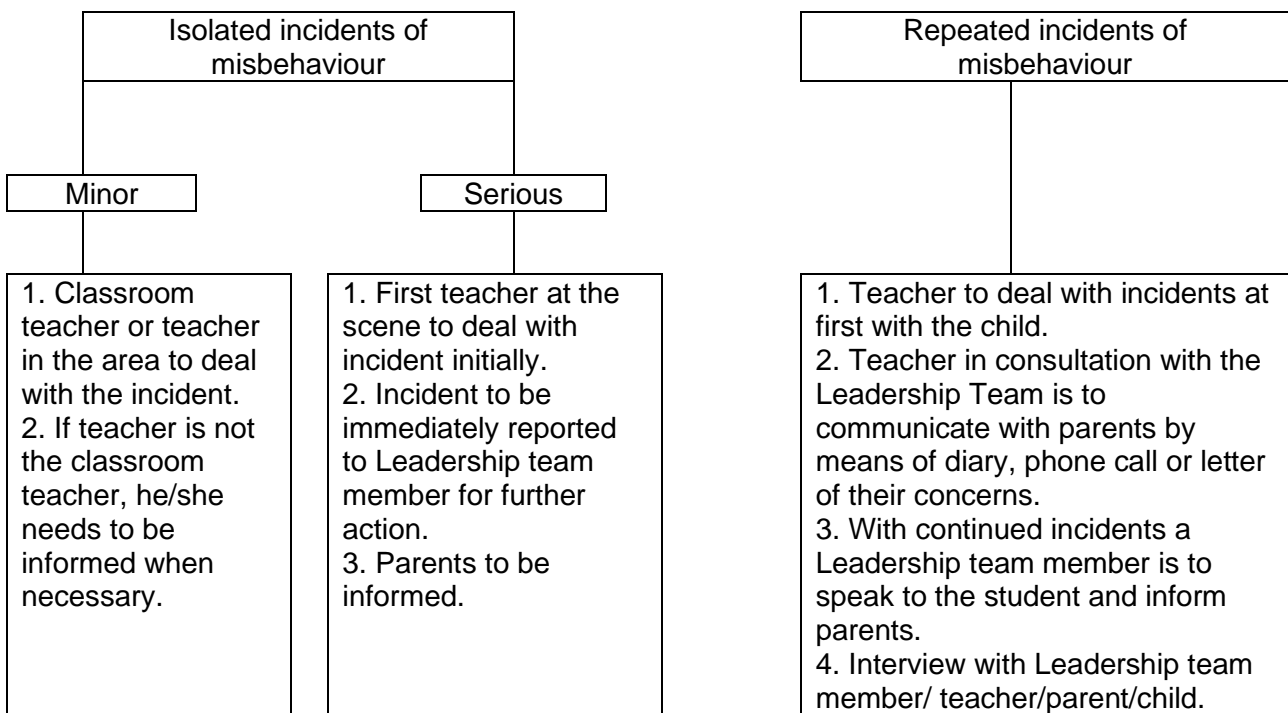 Isolated incidents of
misbehaviour
Repeated incidents of
misbehaviour
Minor
Serious
1. Classroom
teacher or teacher
in the area to deal
with the incident.
2. If teacher is not
the classroom
teacher, he/she
needs to be
informed when
necessary.
1. First teacher at the
scene to deal with
incident initially.
2. Incident to be
immediately reported
to Leadership team
member for further
action.
3. Parents to be
informed.
1. Teacher to deal with incidents at
first with the child.
2. Teacher in consultation with the
Leadership Team is to
communicate with parents by
means of diary, phone call or letter
of their concerns.
3. With continued incidents a
Leadership team member is to
speak to the student and inform
parents.
4. Interview with Leadership team
member/ teacher/parent/child.